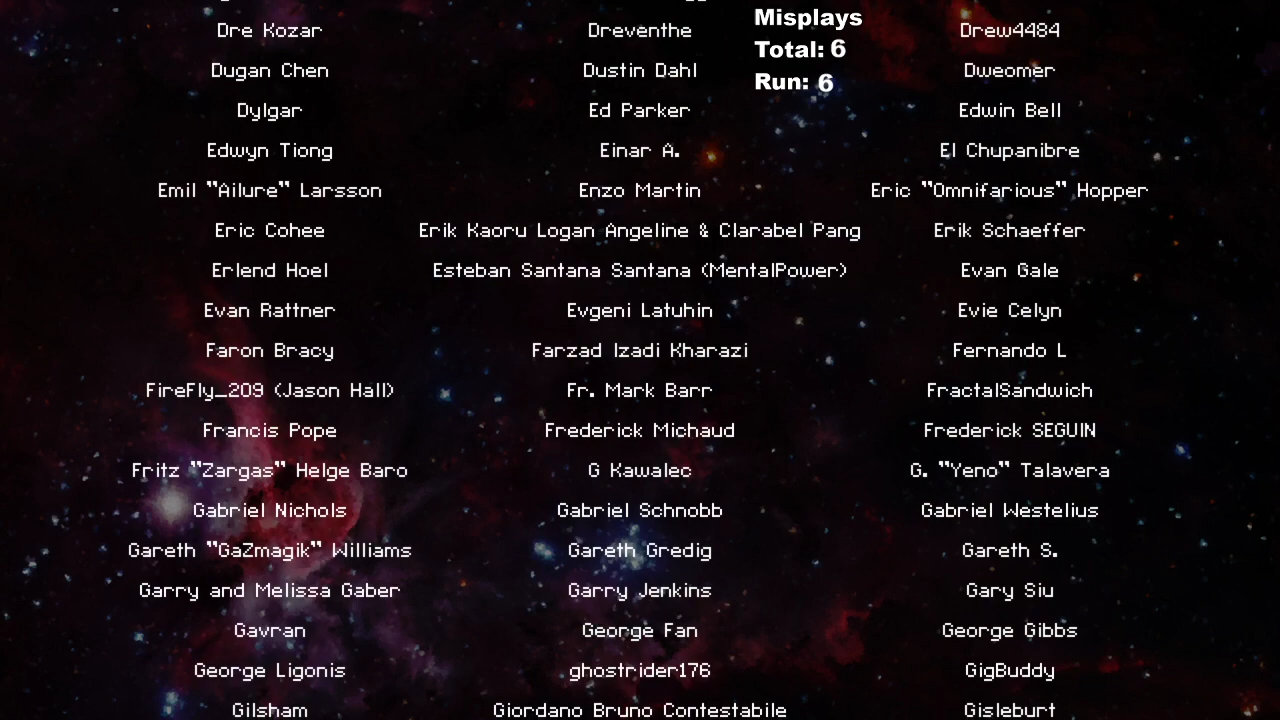 Misplays
Total: 6
Run: 6
Dre Kozar Dreventhe Drew4484
Dugan Chen Dustin Dahl Dweomer
Dylgar Ed Parker Edwin Bell
Edwyn Tiong Einar A. El Chupanibre
Emil "Ailure" Larsson Enzo Martin Eric "Omnifarious" Hopper
Eric Cohee Erik Kaoru Logan Angeline & Clarabel Pang Erik Schaeffer
Erlend Hoel Esteban Santana Santana (MentalPower) Evan Gale
Evan Rattner Evgeni Latuhin Evie Celyn
Faron Bracy Farzad Izadi Kharazi Fernando L
FireFly_209 (Jason Hall) Fr. Mark Barr FractalSandwich
Francis Pope Frederick Michaud Frederick SEGUIN
Fritz "Zargas" Helge Baro G Kawalec G. "Yeno" Talavera
Gabriel Nichols Gabriel Schnobb Gabriel Westelius
Gareth "GaZmagik" Williams Gareth Gredig Gareth S.
Garry and Melissa Gaber Garry Jenkins Gary Siu
Gavran George Fan George Gibbs
George Ligonis ghostrider176 GigBuddy
Gilsham Giordano Bruno Contestabile Gisleburt